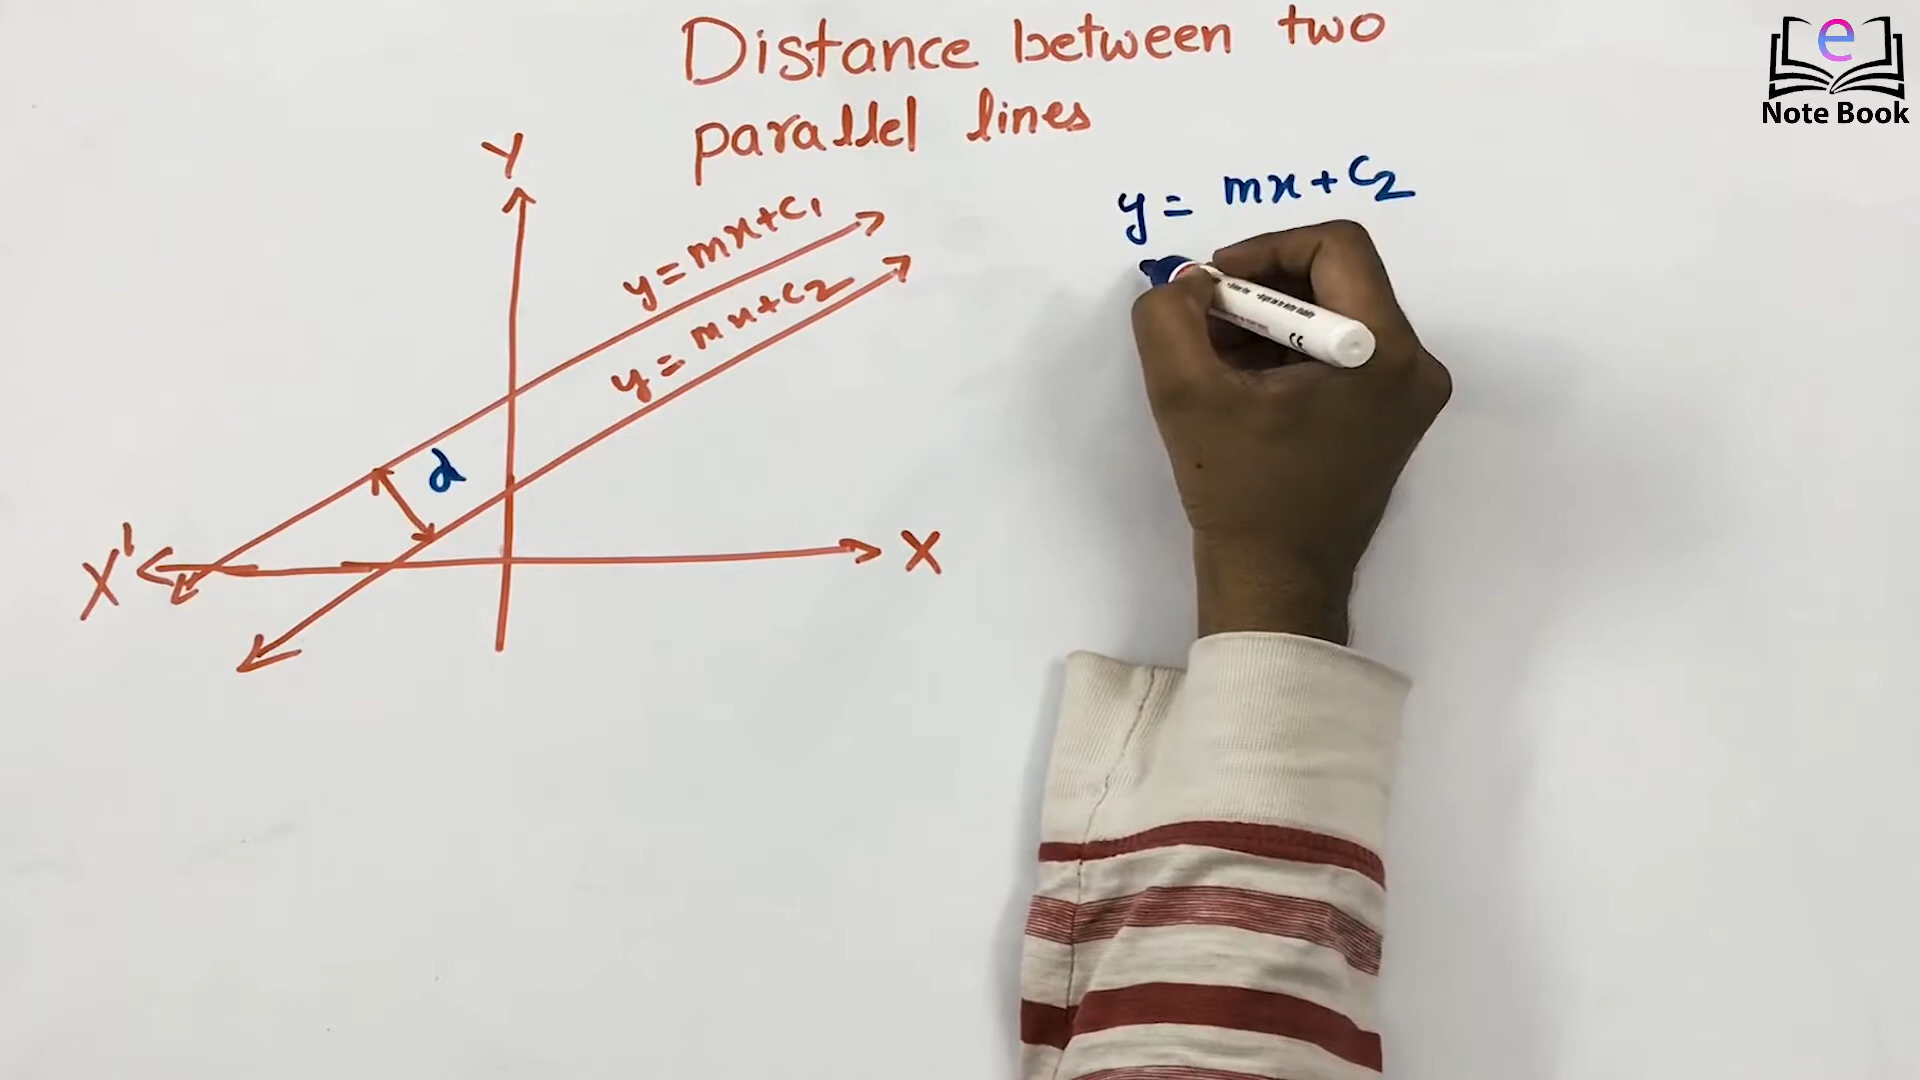 Distance between two
parallel lines
e
Note Book
Y
y = mx + c₂
y = mx + c₁
y = mx + c₂
d
X'
X